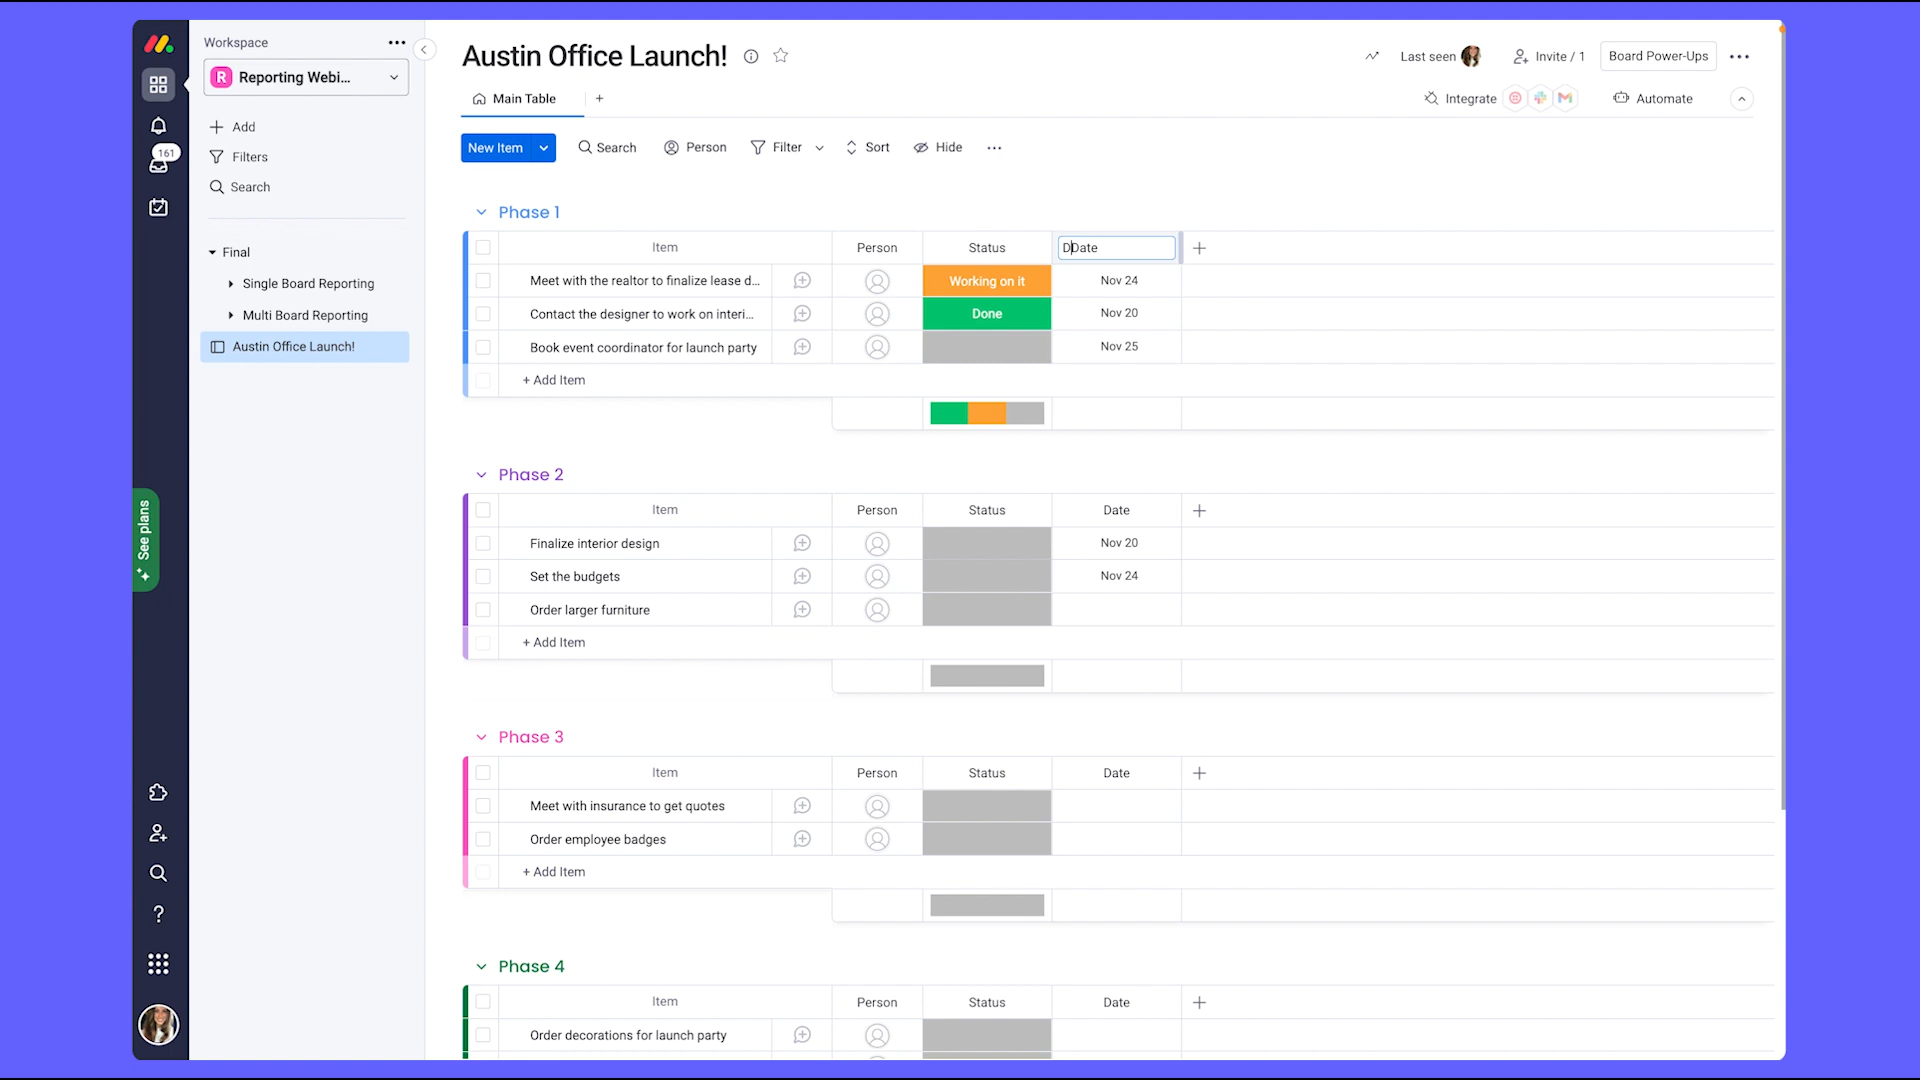 Workspace
R Reporting Webi...
Add
Filters
Search
Final
Single Board Reporting
Multi Board Reporting
Austin Office Launch!
161
See plans
?
Austin Office Launch!
Last seen
Invite / 1
Board Power-Ups
Main Table
+
Integrate
Automate
New Item
Search
Person
Filter
Sort
Hide
Phase 1
Item Person Status DDate
Meet with the realtor to finalize lease d... Working on it Nov 24
Contact the designer to work on interi... Done Nov 20
Book event coordinator for launch party Nov 25
+ Add Item
Phase 2
Item Person Status Date
Finalize interior design Nov 20
Set the budgets Nov 24
Order larger furniture
+ Add Item
Phase 3
Item Person Status Date
Meet with insurance to get quotes
Order employee badges
+ Add Item
Phase 4
Item Person Status Date
Order decorations for launch party